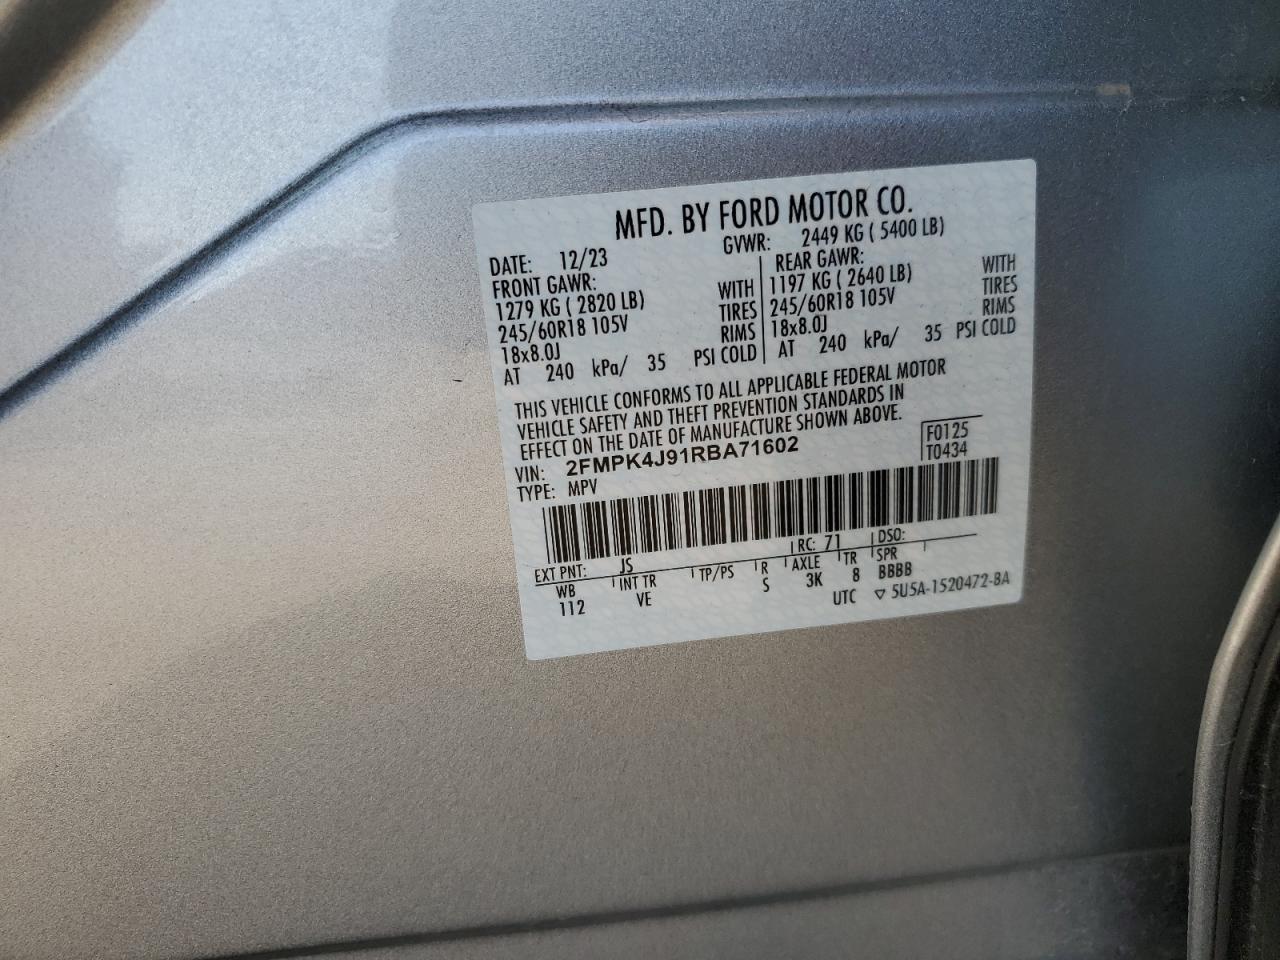 MFD. BY FORD MOTOR CO.
DATE: 12/23 GVWR: 2449 KG ( 5400 LB)
FRONT GAWR: REAR GAWR:
1279 KG ( 2820 LB) WITH 1197 KG ( 2640 LB) WITH
245/60R18 105V TIRES 245/60R18 105V TIRES
18x8.0J RIMS 18x8.0J RIMS
AT 240 kPa/ 35 PSI COLD AT 240 kPa/ 35 PSI COLD
THIS VEHICLE CONFORMS TO ALL APPLICABLE FEDERAL MOTOR
VEHICLE SAFETY AND THEFT PREVENTION STANDARDS IN
EFFECT ON THE DATE OF MANUFACTURE SHOWN ABOVE.
VIN: 2FMPK4J91RBA71602 F0125
TYPE: MPV T0434
EXT PNT: JS RC: 71 DSO:
WB INT TR TP/PS R AXLE TR SPR
112 VE S 3K 8 BBBB
UTC ▽ 5U5A-1520472-BA